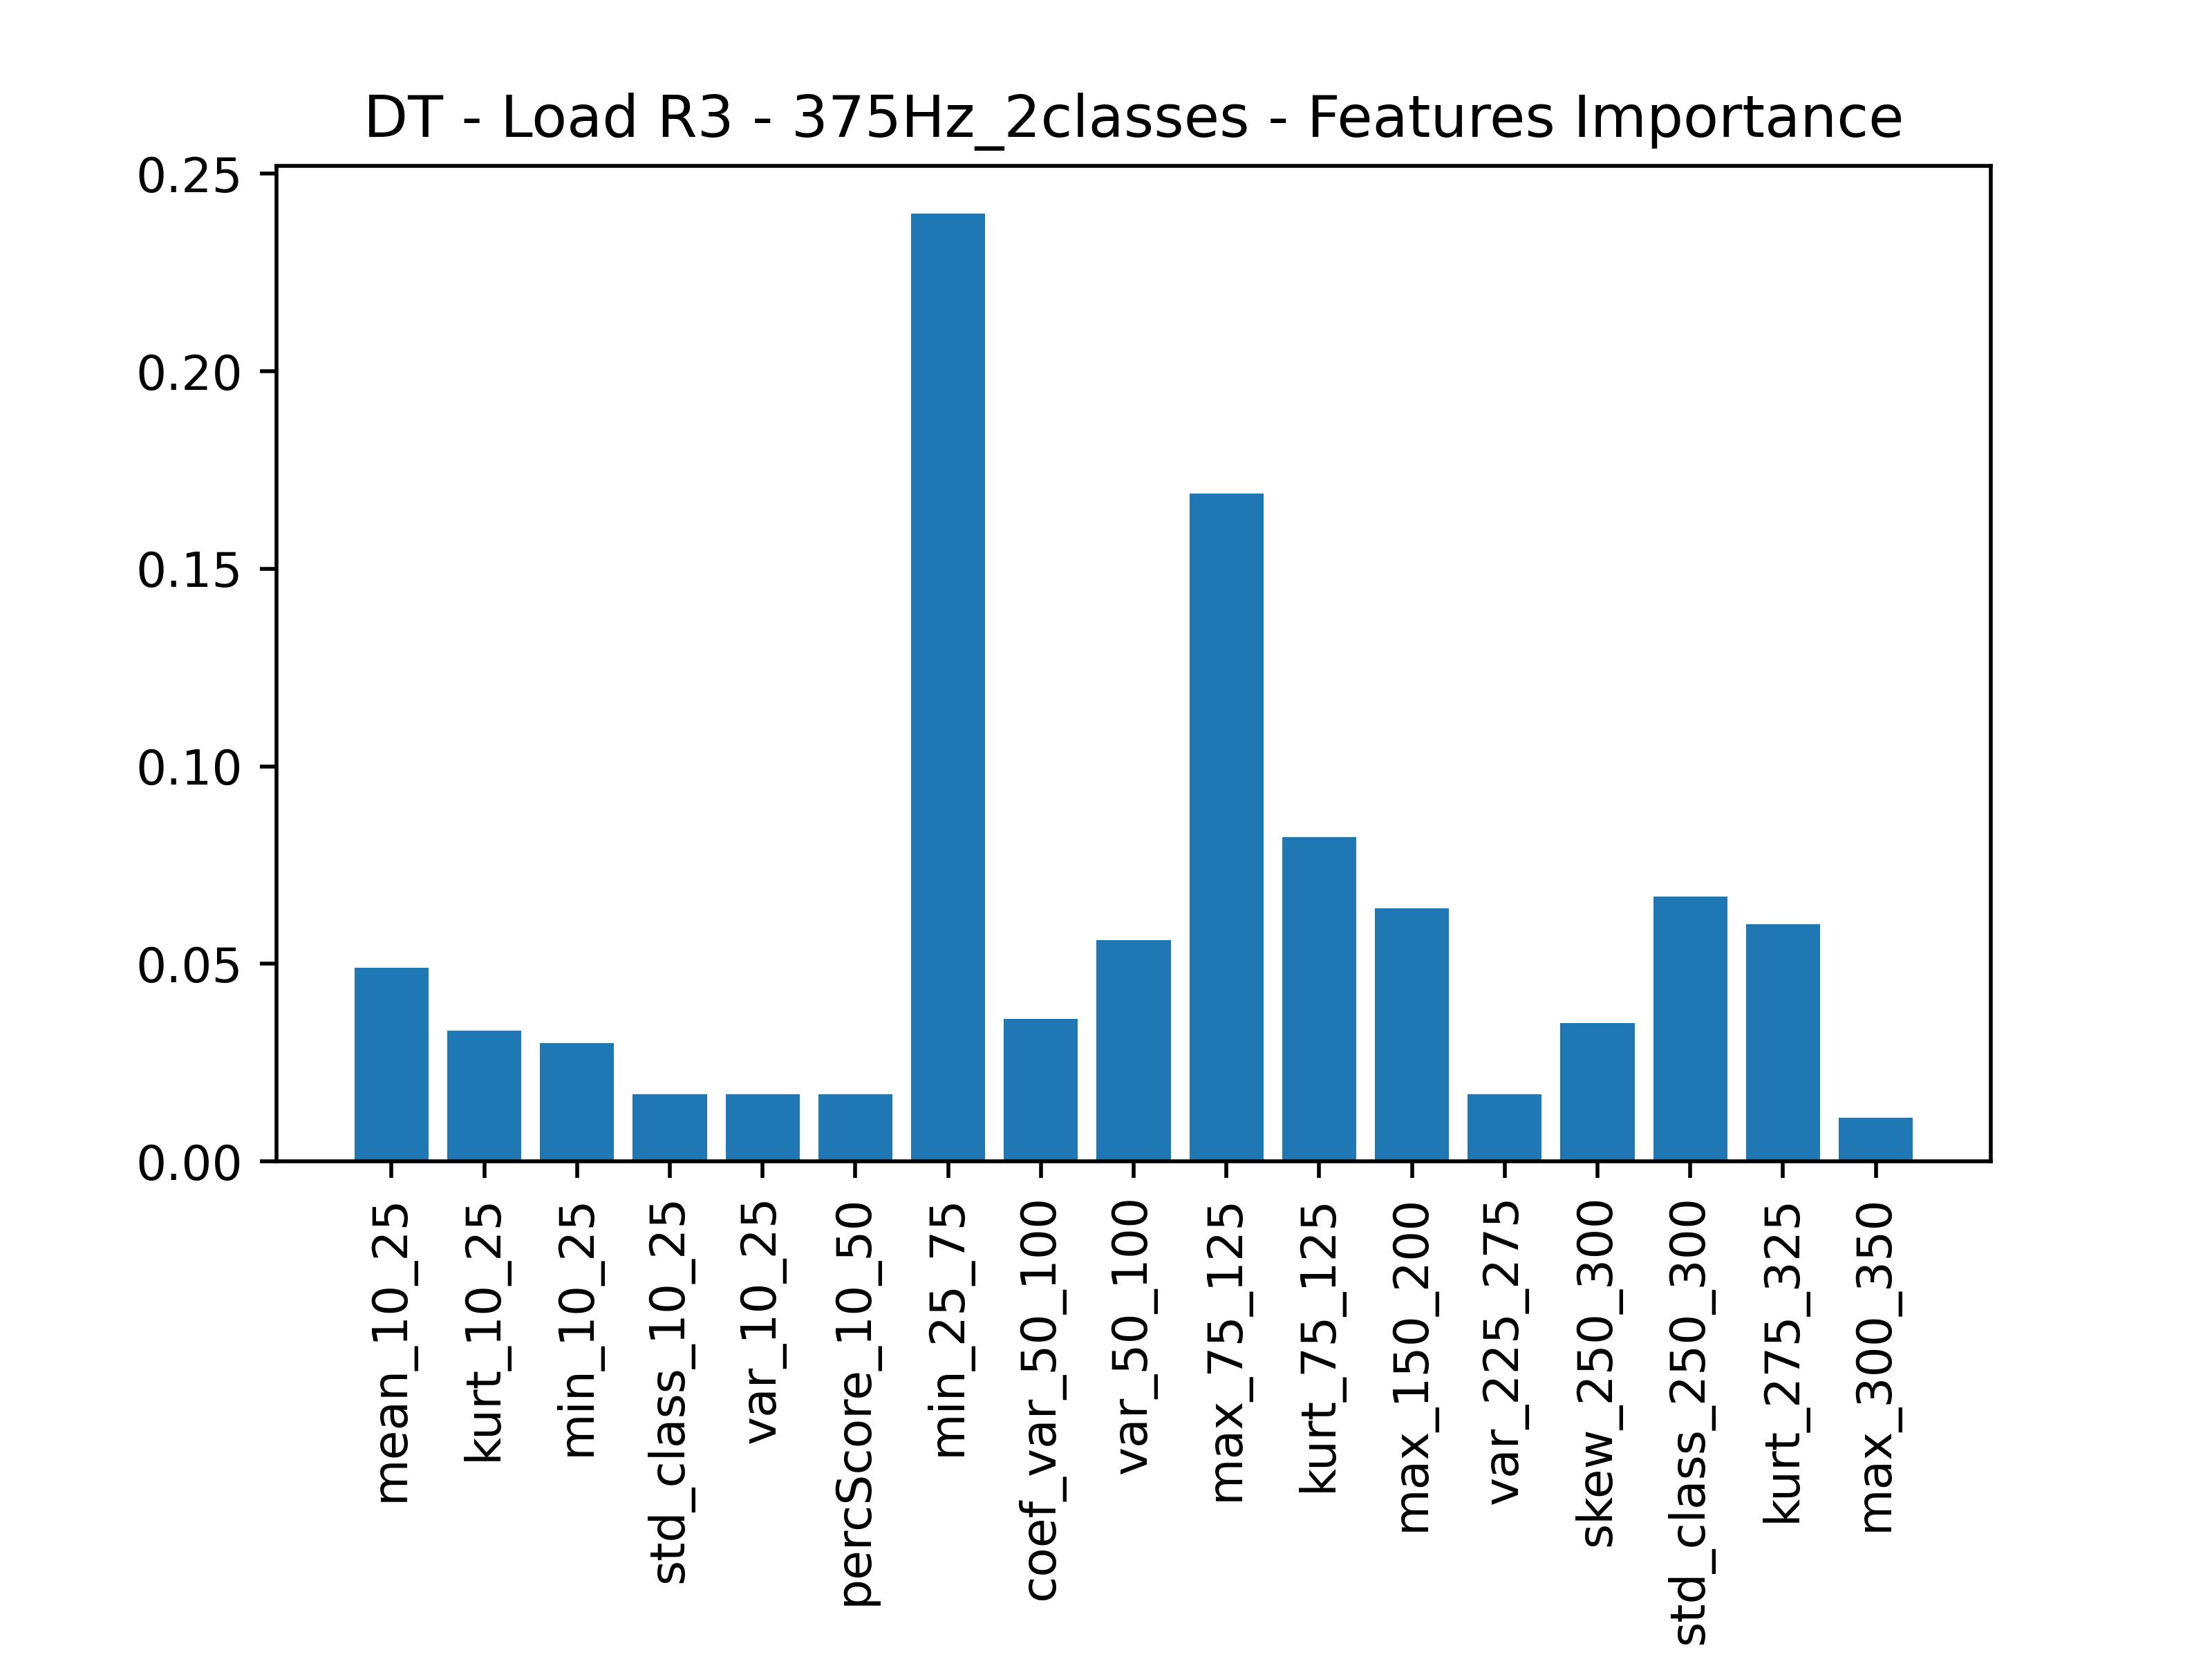 DT - Load R3 - 375Hz_2classes - Features Importance
0.25
0.20
0.15
0.10
0.05
0.00
mean_10_25
kurt_10_25
min_10_25
std_class_10_25
var_10_25
percScore_10_50
min_25_75
coef_var_50_100
var_50_100
max_75_125
kurt_75_125
max_150_200
var_225_275
skew_250_300
std_class_250_300
kurt_275_325
max_300_350